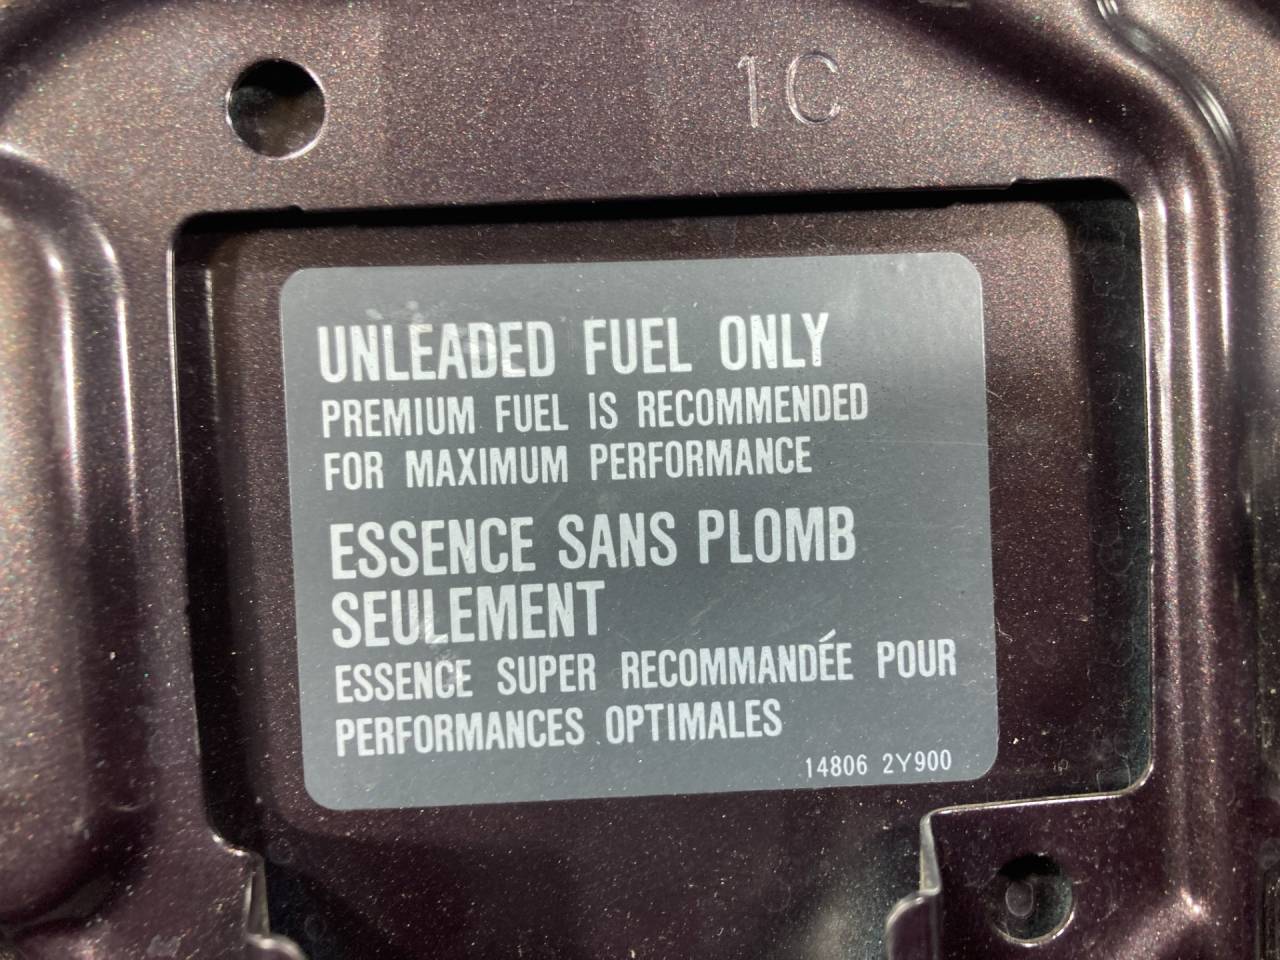 1C
UNLEADED FUEL ONLY
PREMIUM FUEL IS RECOMMENDED
FOR MAXIMUM PERFORMANCE
ESSENCE SANS PLOMB
SEULEMENT
ESSENCE SUPER RECOMMANDÉE POUR
PERFORMANCES OPTIMALES
14806 2Y900